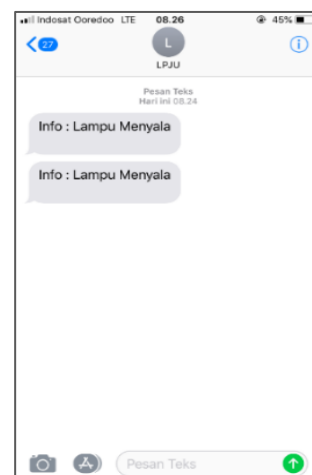 Indosat Ooredoo LTE 08.26 45%
27
L
LPJU
Pesan Teks
Hari ini 08.24
Info : Lampu Menyala
Info : Lampu Menyala
Pesan Teks